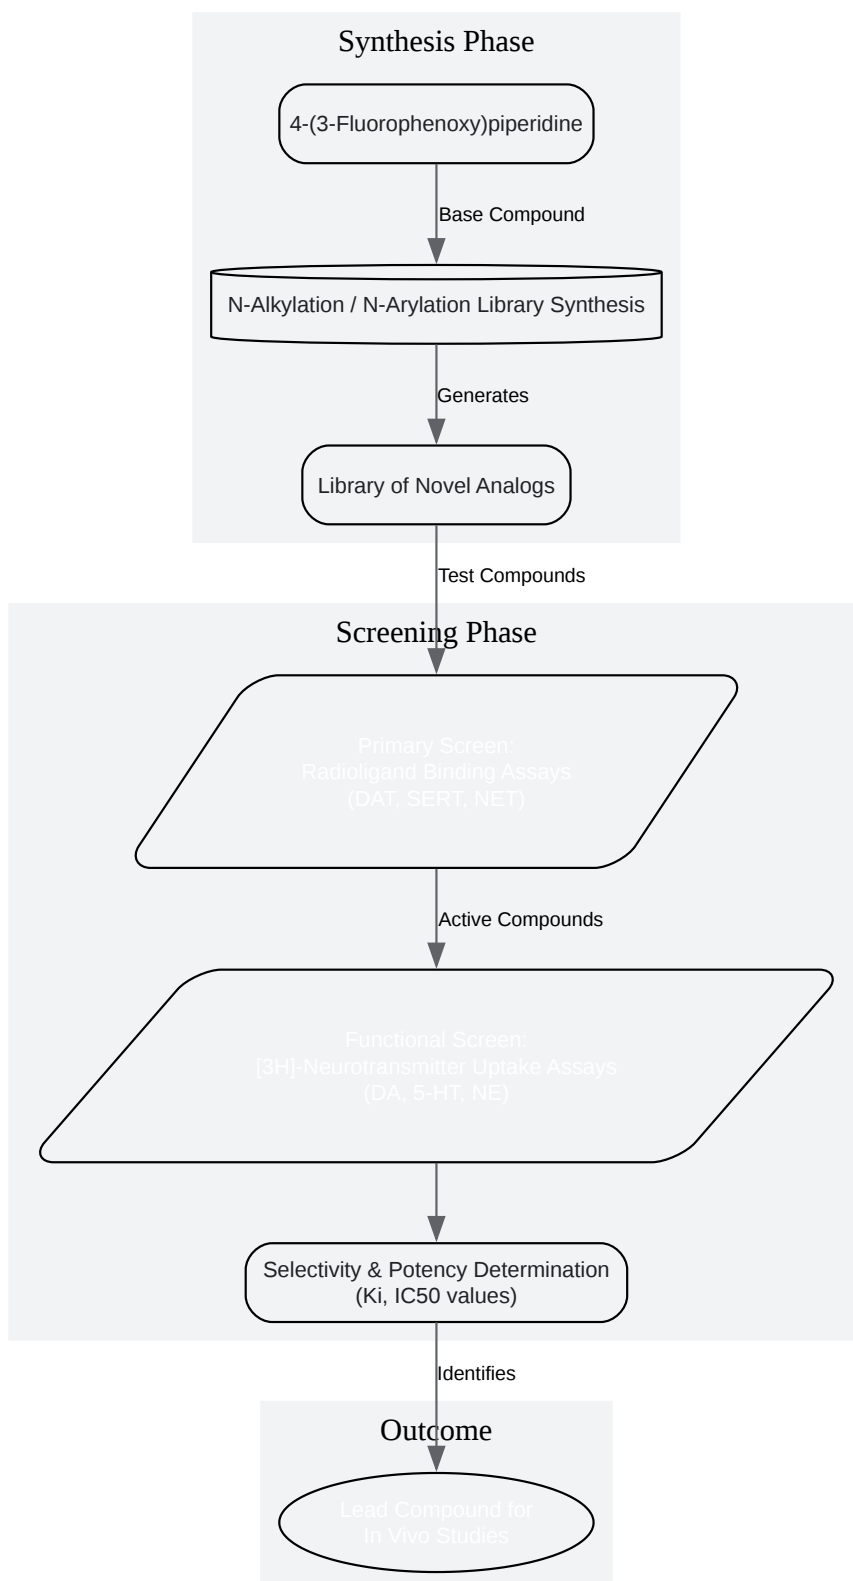 Synthesis Phase
4-(3-Fluorophenoxy)piperidine
Base Compound
N-Alkylation / N-Arylation Library Synthesis
Generates
Library of Novel Analogs
Test Compounds
Screening Phase
Primary Screen:
Radioligand Binding Assays
(DAT, SERT, NET)
Active Compounds
Functional Screen:
[3H]-Neurotransmitter Uptake Assays
(DA, 5-HT, NE)
Selectivity & Potency Determination
(Ki, IC50 values)
Identifies
Outcome
Lead Compound for
In Vivo Studies